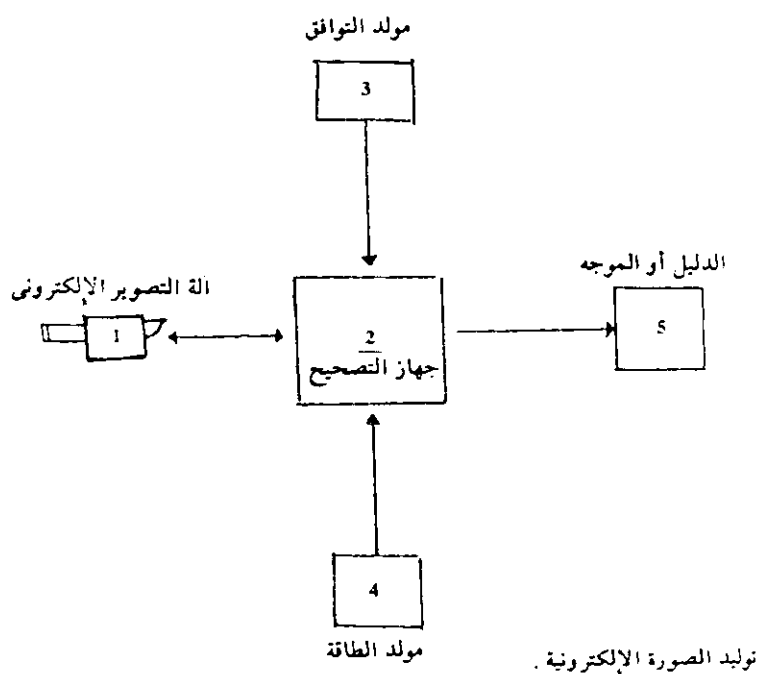 مولد التوافق
3
الدليل أو الموجه
5
آلة التصوير الإلكترونى
1
2
جهاز التصحيح
4
مولد الطاقة
توليد الصورة الإلكترونية .